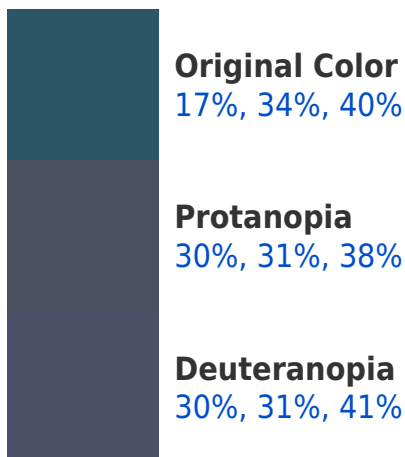 Original Color
17%, 34%, 40%
Protanopia
30%, 31%, 38%
Deuteranopia
30%, 31%, 41%